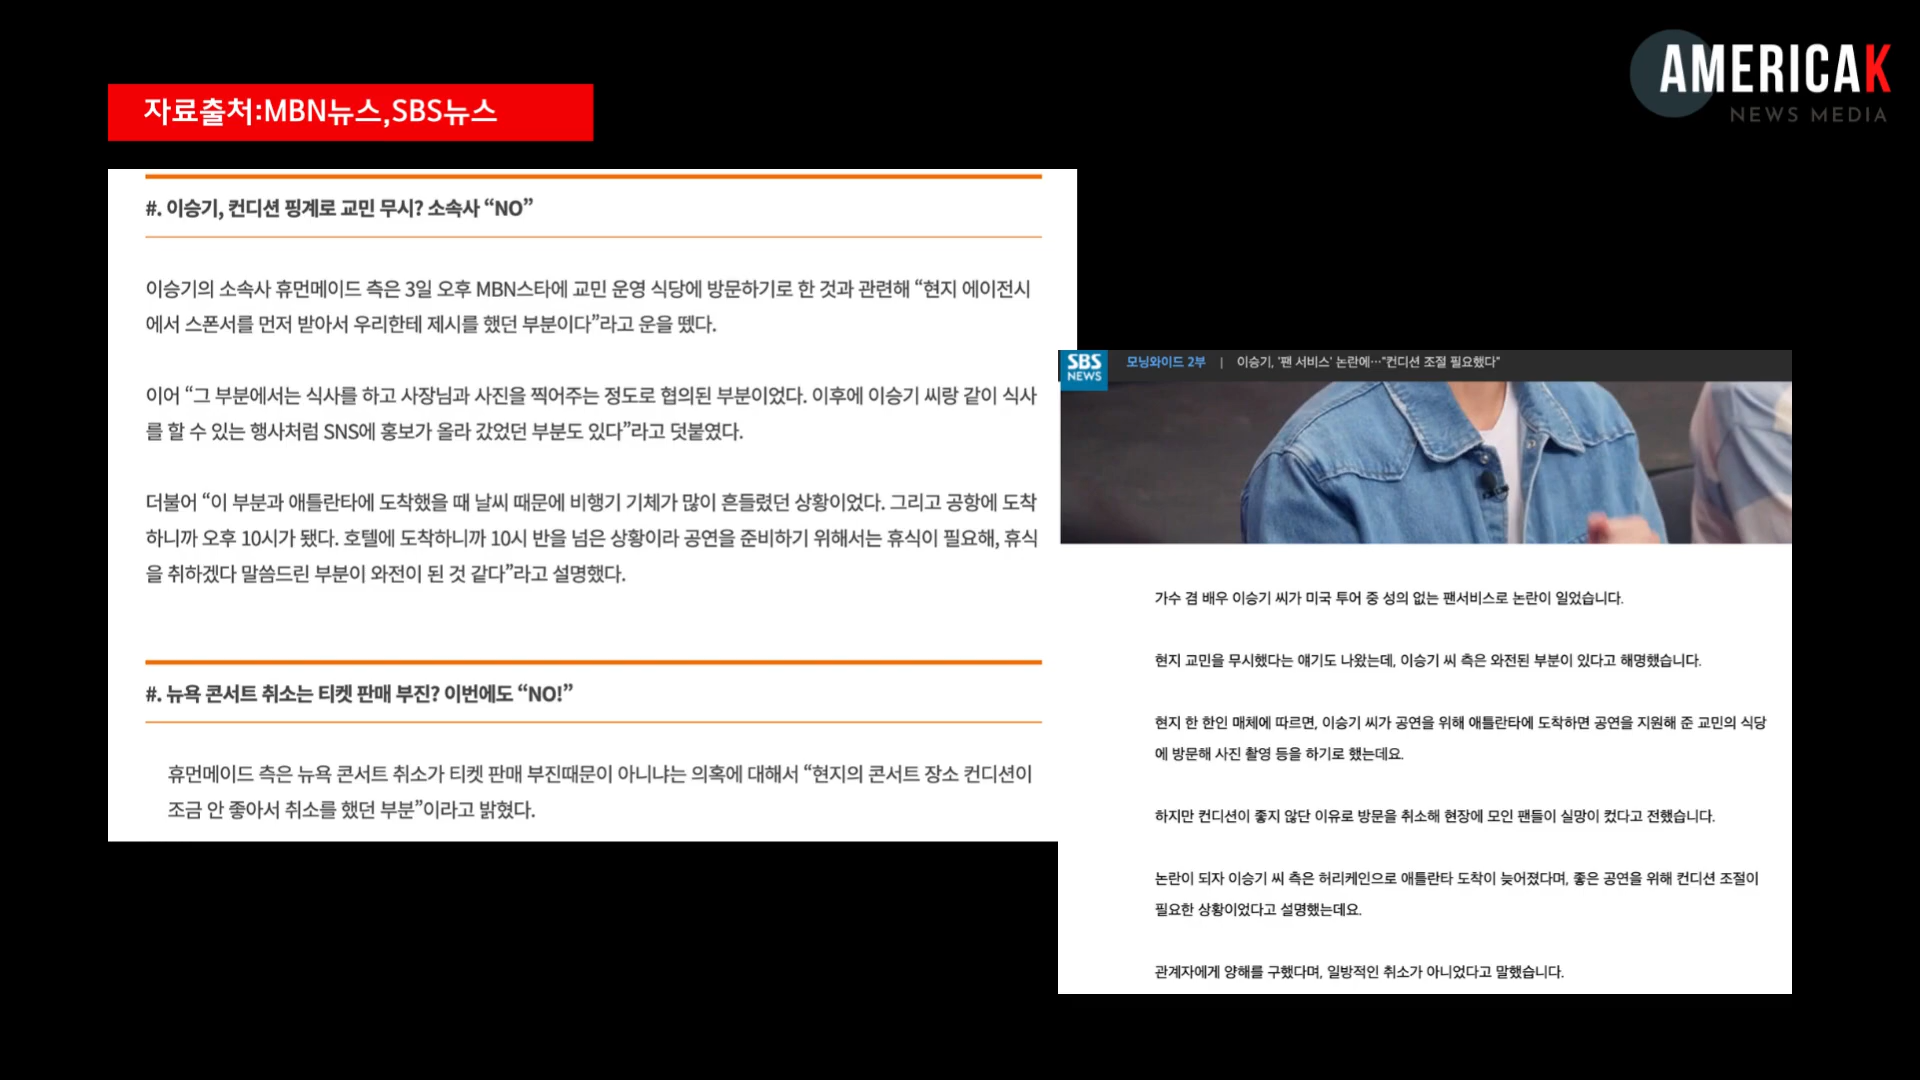 AMERICAK
NEWS MEDIA
자료출처:MBN뉴스,SBS뉴스
#. 이승기, 컨디션 핑계로 교민 무시? 소속사 “NO”
이승기의 소속사 휴먼메이드 측은 3일 오후 MBN스타에 교민 운영 식당에 방문하기로 한 것과 관련해 “현지 에이전시
에서 스폰서를 먼저 받아서 우리한테 제시를 했던 부분이다”라고 운을 뗐다.
이어 “그 부분에서는 식사를 하고 사장님과 사진을 찍어주는 정도로 협의된 부분이었다. 이후에 이승기 씨랑 같이 식사
를 할 수 있는 행사처럼 SNS에 홍보가 올라 갔었던 부분도 있다”라고 덧붙였다.
더불어 “이 부분과 애틀란타에 도착했을 때 날씨 때문에 비행기 기체가 많이 흔들렸던 상황이었다. 그리고 공항에 도착
하니까 오후 10시가 됐다. 호텔에 도착하니까 10시 반을 넘은 상황이라 공연을 준비하기 위해서는 휴식이 필요해, 휴식
을 취하겠다 말씀드린 부분이 와전이 된 것 같다”라고 설명했다.
#. 뉴욕 콘서트 취소는 티켓 판매 부진? 이번에도 “NO!”
휴먼메이드 측은 뉴욕 콘서트 취소가 티켓 판매 부진때문이 아니냐는 의혹에 대해서 “현지의 콘서트 장소 컨디션이
조금 안 좋아서 취소를 했던 부분”이라고 밝혔다.
SBS
NEWS
모닝와이드 2부 | 이승기, '팬 서비스' 논란에…"컨디션 조절 필요했다"
가수 겸 배우 이승기 씨가 미국 투어 중 성의 없는 팬서비스로 논란이 일었습니다.
현지 교민을 무시했다는 얘기도 나왔는데, 이승기 씨 측은 와전된 부분이 있다고 해명했습니다.
현지 한 한인 매체에 따르면, 이승기 씨가 공연을 위해 애틀란타에 도착하면 공연을 지원해 준 교민의 식당
에 방문해 사진 촬영 등을 하기로 했는데요.
하지만 컨디션이 좋지 않단 이유로 방문을 취소해 현장에 모인 팬들이 실망이 컸다고 전했습니다.
논란이 되자 이승기 씨 측은 허리케인으로 애틀란타 도착이 늦어졌다며, 좋은 공연을 위해 컨디션 조절이
필요한 상황이었다고 설명했는데요.
관계자에게 양해를 구했다며, 일방적인 취소가 아니었다고 말했습니다.